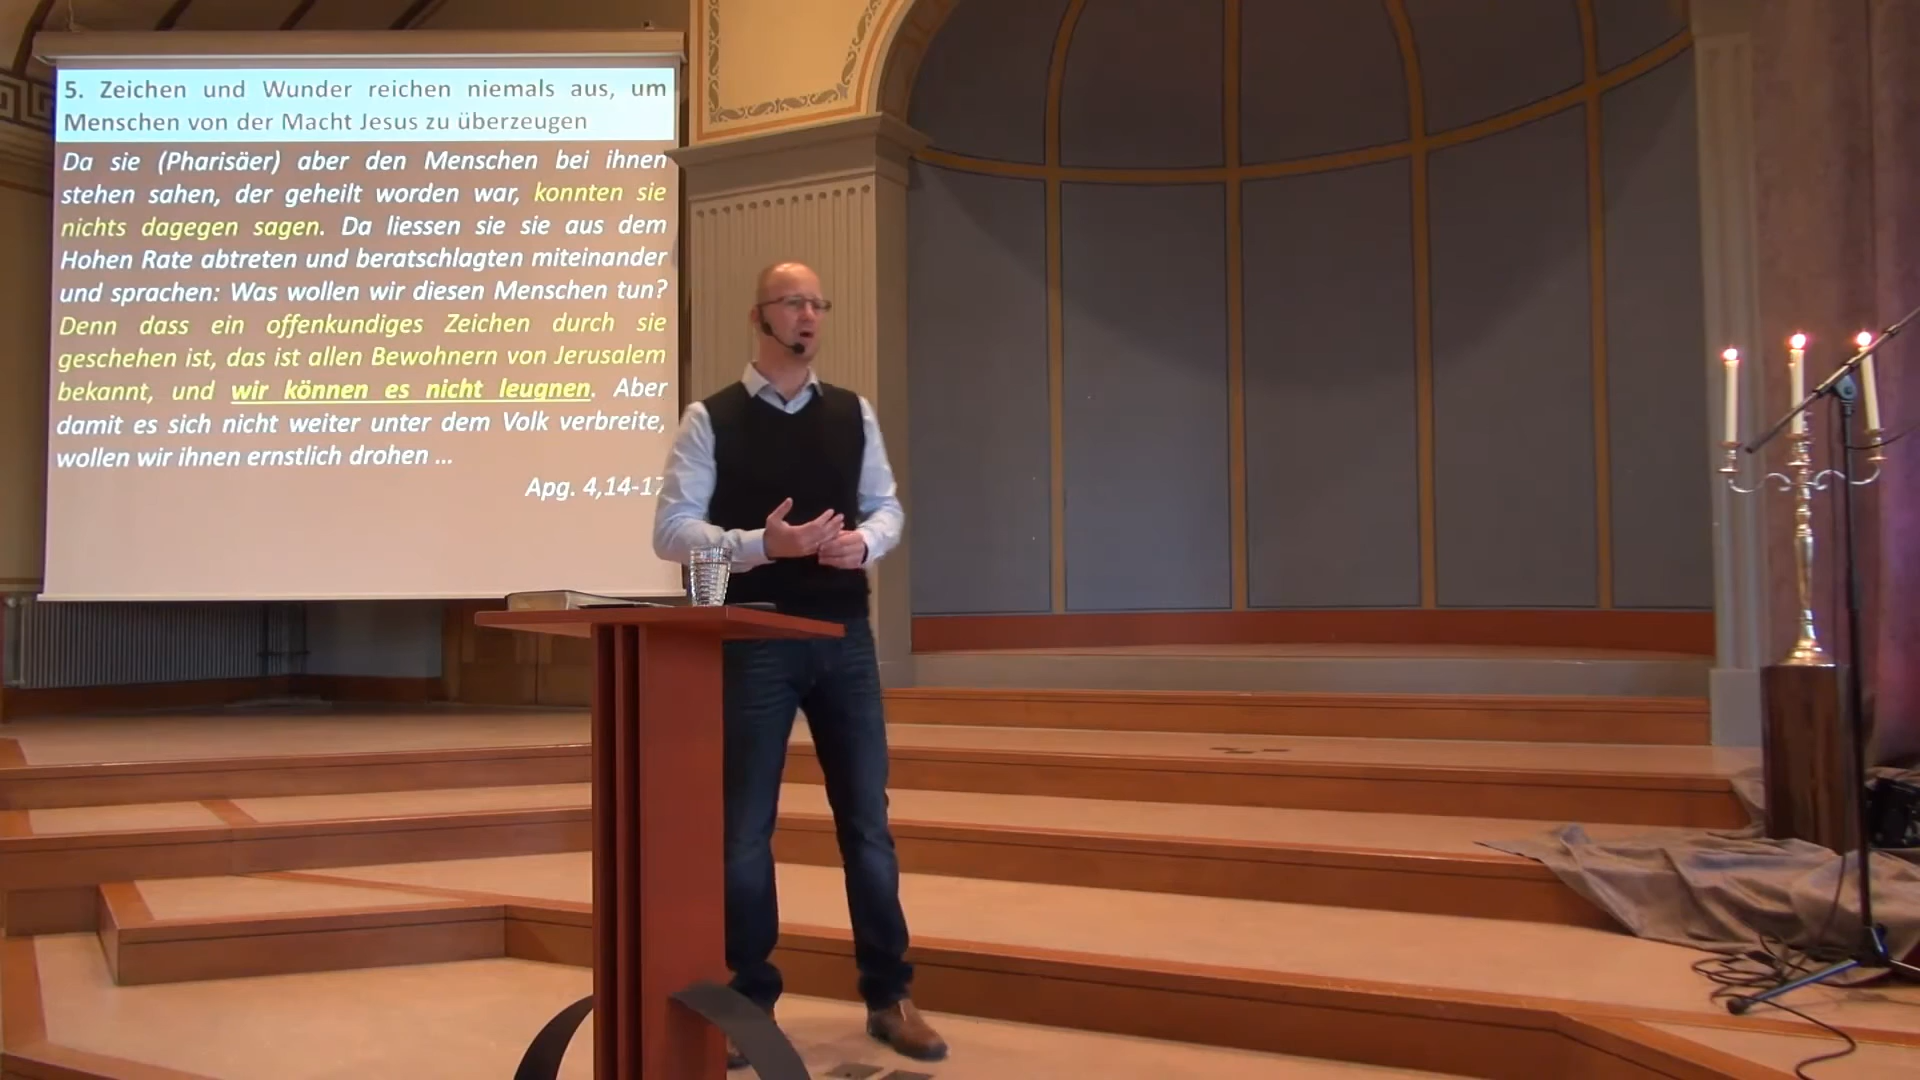 5. Zeichen und Wunder reichen niemals aus, um
Menschen von der Macht Jesus zu überzeugen
Da sie (Pharisäer) aber den Menschen bei ihnen
stehen sahen, der geheilt worden war, konnten sie
nichts dagegen sagen. Da liessen sie sie aus dem
Hohen Rate abtreten und beratschlagten miteinander
und sprachen: Was wollen wir diesen Menschen tun?
Denn dass ein offenkundiges Zeichen durch sie
geschehen ist, das ist allen Bewohnern von Jerusalem
bekannt, und wir können es nicht leugnen. Aber
damit es sich nicht weiter unter dem Volk verbreite,
wollen wir ihnen ernstlich drohen ...
Apg. 4,14-17